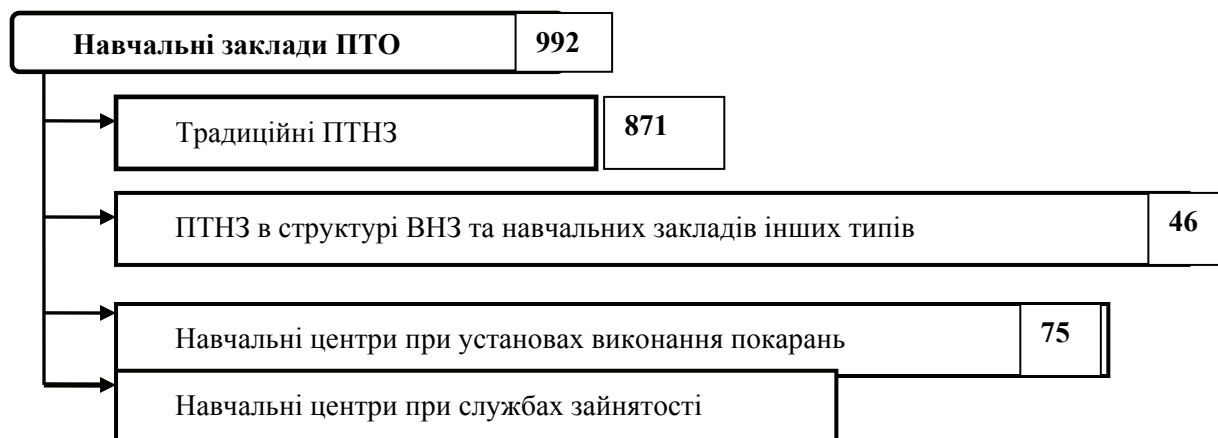 Навчальні заклади ПТО 992
Традиційні ПТНЗ 871
ПТНЗ в структурі ВНЗ та навчальних закладів інших типів 46
Навчальні центри при установах виконання покарань 75
Навчальні центри при службах зайнятості